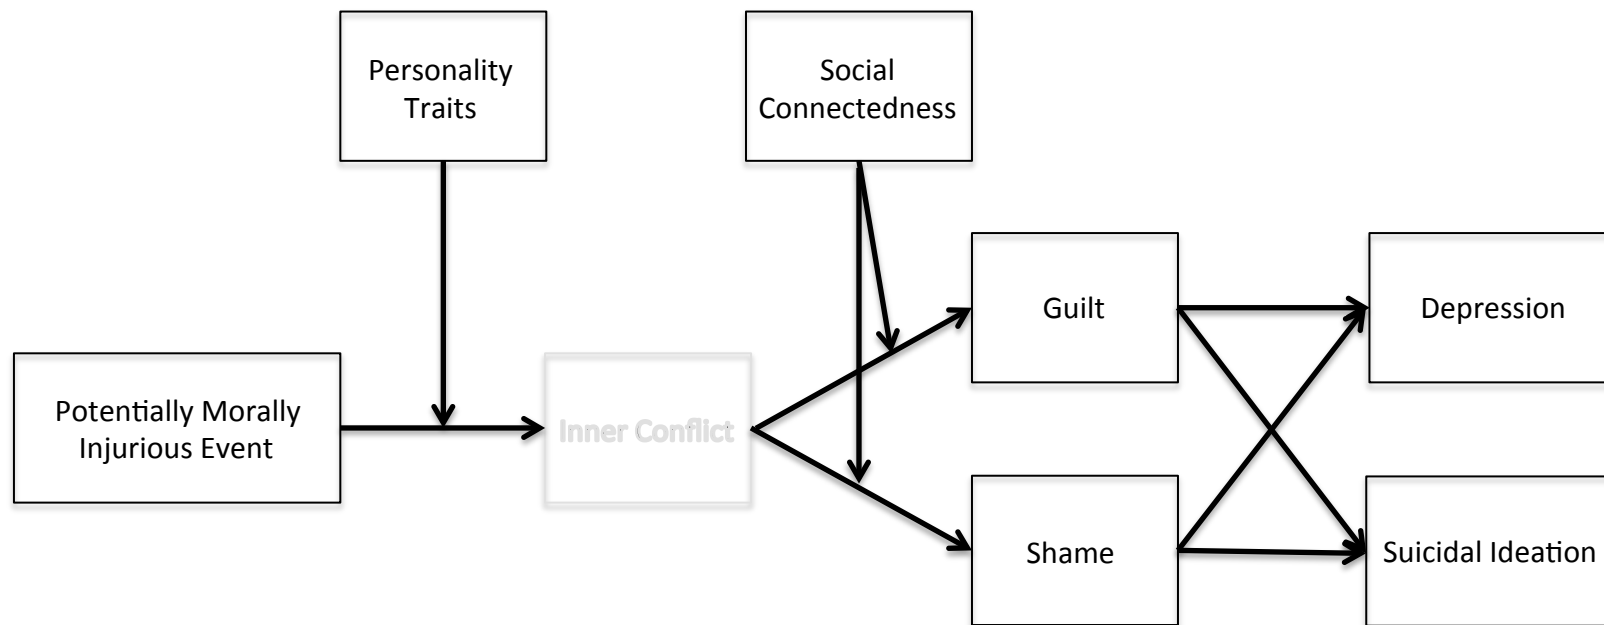 Personality
Traits
Social
Connectedness
Guilt
Depression
Potentially Morally
Injurious Event
Inner Conflict
Shame
Suicidal Ideation